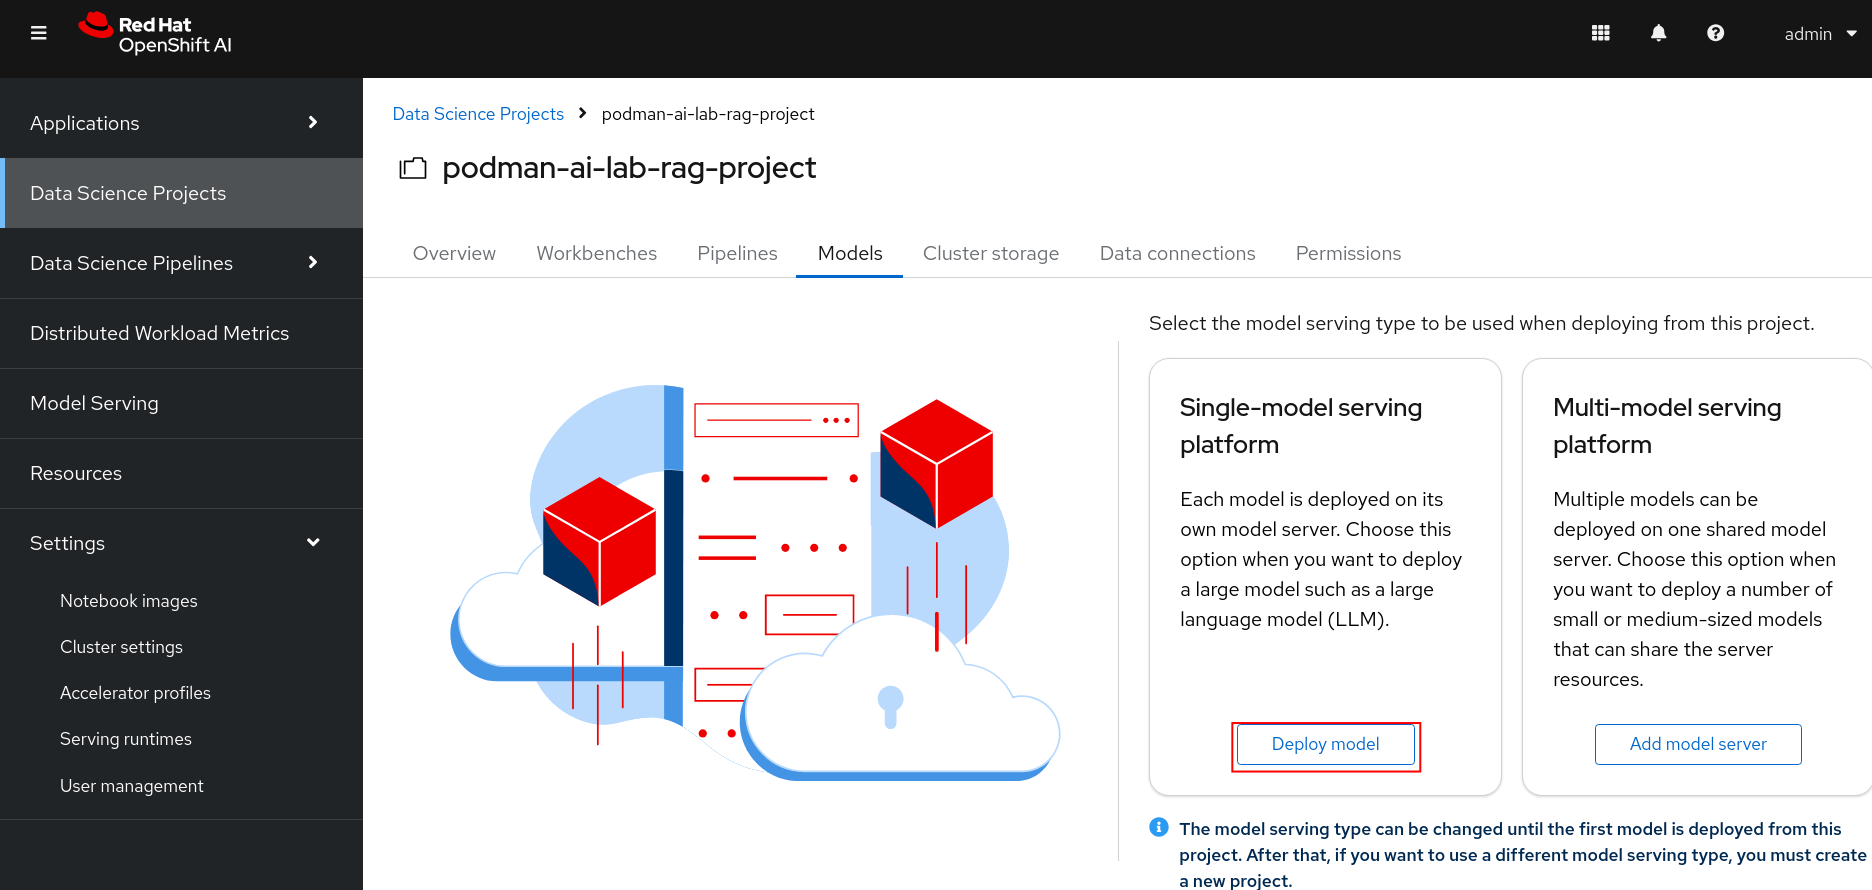 Red Hat
OpenShift AI
admin
Applications
Data Science Projects
Data Science Pipelines
Distributed Workload Metrics
Model Serving
Resources
Settings
Notebook images
Cluster settings
Accelerator profiles
Serving runtimes
User management
Data Science Projects podman-ai-lab-rag-project
podman-ai-lab-rag-project
Overview Workbenches Pipelines Models Cluster storage Data connections Permissions
Select the model serving type to be used when deploying from this project.
Single-model serving
platform
Each model is deployed on its
own model server. Choose this
option when you want to deploy
a large model such as a large
language model (LLM).
Deploy model
Multi-model serving
platform
Multiple models can be
deployed on one shared model
server. Choose this option when
you want to deploy a number of
small or medium-sized models
that can share the server
resources.
Add model server
The model serving type can be changed until the first model is deployed from this
project. After that, if you want to use a different model serving type, you must create
a new project.